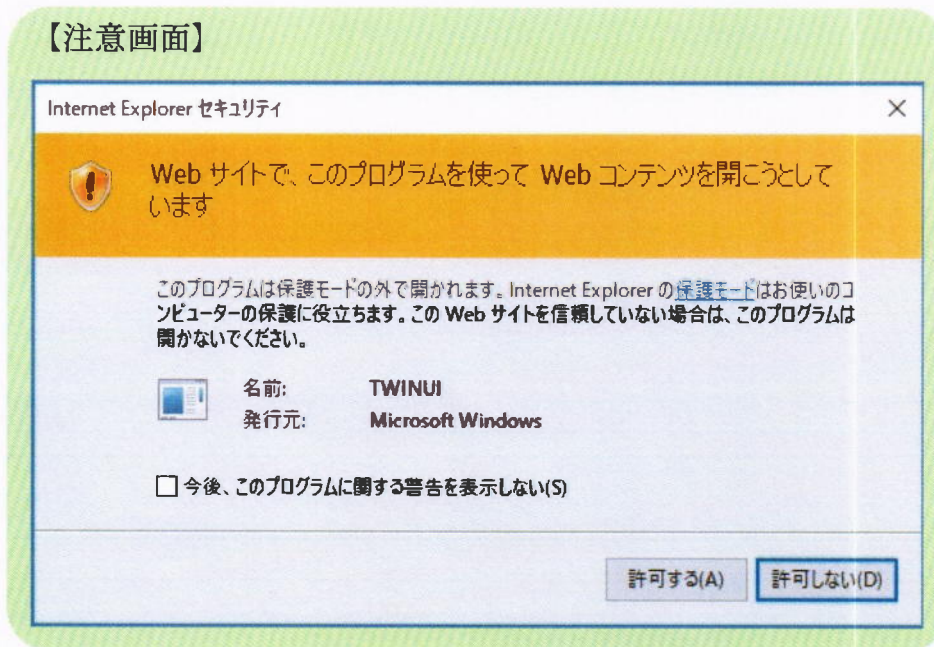 【注意画面】
Internet Explorer セキュリティ
Web サイトで、このプログラムを使って Web コンテンツを開こうとして
います
このプログラムは保護モードの外で開かれます。Internet Explorer の保護モードはお使いのコ
ンピューターの保護に役立ちます。この Web サイトを信頼していない場合は、このプログラムは
開かないでください。
名前: TWINUI
発行元: Microsoft Windows
今後、このプログラムに関する警告を表示しない(S)
許可する(A) 許可しない(D)